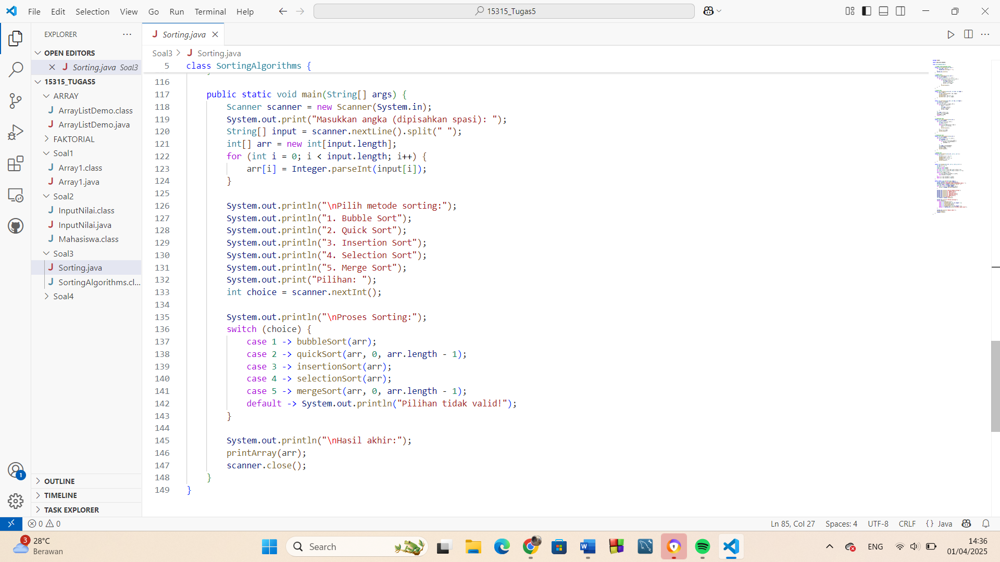 File Edit Selection View Go Run Terminal Help
15315_Tugas5
EXPLORER
OPEN EDITORS
Sorting.java Soal3
15315_TUGAS5
ARRAY
ArrayListDemo.class
ArrayListDemo.java
FAKTORIAL
Soal1
Array1.class
Array1.java
Soal2
InputNilai.class
InputNilai.java
Mahasiswa.class
Soal3
Sorting.java
SortingAlgorithms.cl...
Soal4
OUTLINE
TIMELINE
TASK EXPLORER
Sorting.java
Soal3 > Sorting.java
5 class SortingAlgorithms {
116
117 public static void main(String[] args) {
118 Scanner scanner = new Scanner(System.in);
119 System.out.print("Masukkan angka (dipisahkan spasi): ");
120 String[] input = scanner.nextLine().split(" ");
121 int[] arr = new int[input.length];
122 for (int i = 0; i < input.length; i++) {
123 arr[i] = Integer.parseInt(input[i]);
124 }
125
126 System.out.println("\nPilih metode sorting:");
127 System.out.println("1. Bubble Sort");
128 System.out.println("2. Quick Sort");
129 System.out.println("3. Insertion Sort");
130 System.out.println("4. Selection Sort");
131 System.out.println("5. Merge Sort");
132 System.out.print("Pilihan: ");
133 int choice = scanner.nextInt();
134
135 System.out.println("\nProses Sorting:");
136 switch (choice) {
137 case 1 -> bubbleSort(arr);
138 case 2 -> quickSort(arr, 0, arr.length - 1);
139 case 3 -> insertionSort(arr);
140 case 4 -> selectionSort(arr);
141 case 5 -> mergeSort(arr, 0, arr.length - 1);
142 default -> System.out.println("Pilihan tidak valid!");
143 }
144
145 System.out.println("\nHasil akhir:");
146 printArray(arr);
147 scanner.close();
148 }
149 }
1
0 0
Ln 85, Col 27 Spaces: 4 UTF-8 CRLF {} Java
3
28°C
Berawan
Search
ENG
14:36
01/04/2025